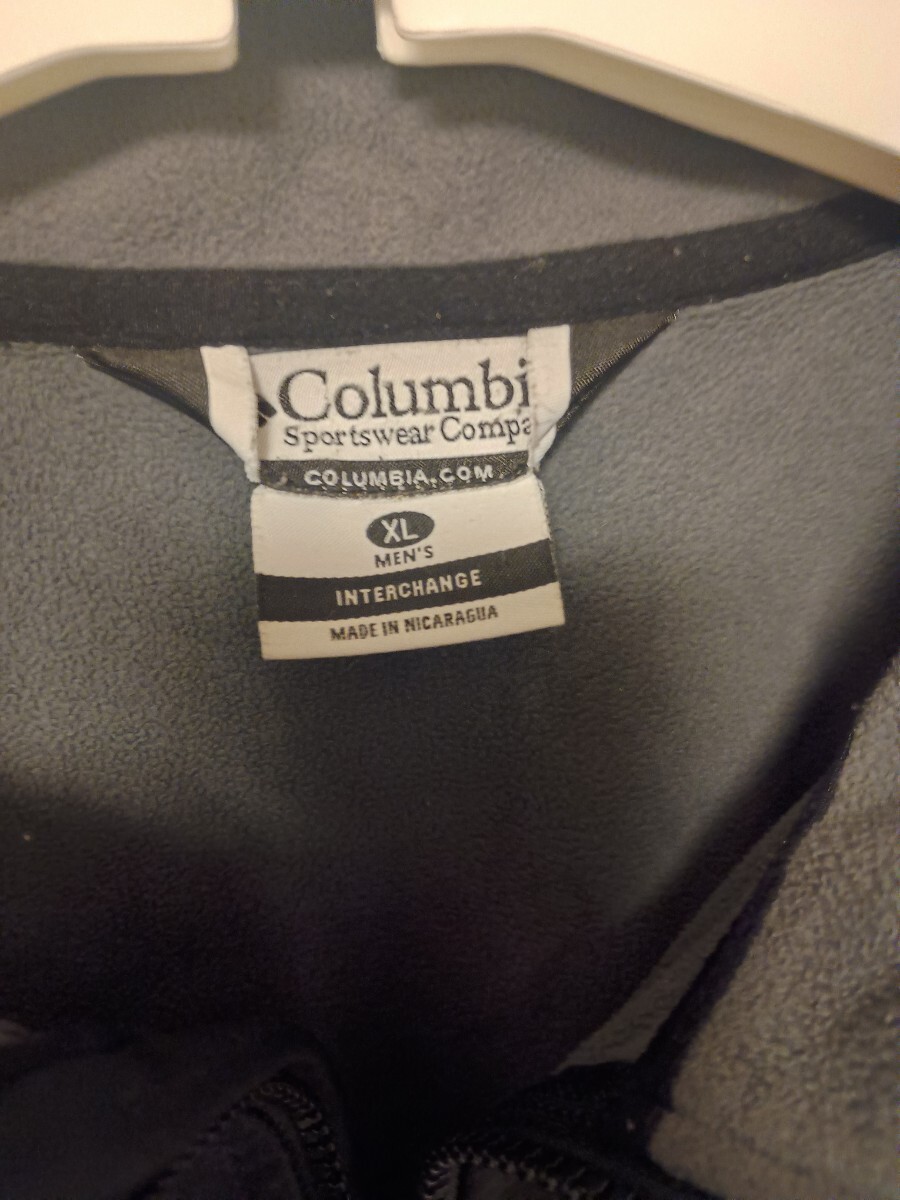 Columbi
Sportswear Compa
COLUMBIA.COM
XL
MEN'S
INTERCHANGE
MADE IN NICARAGUA